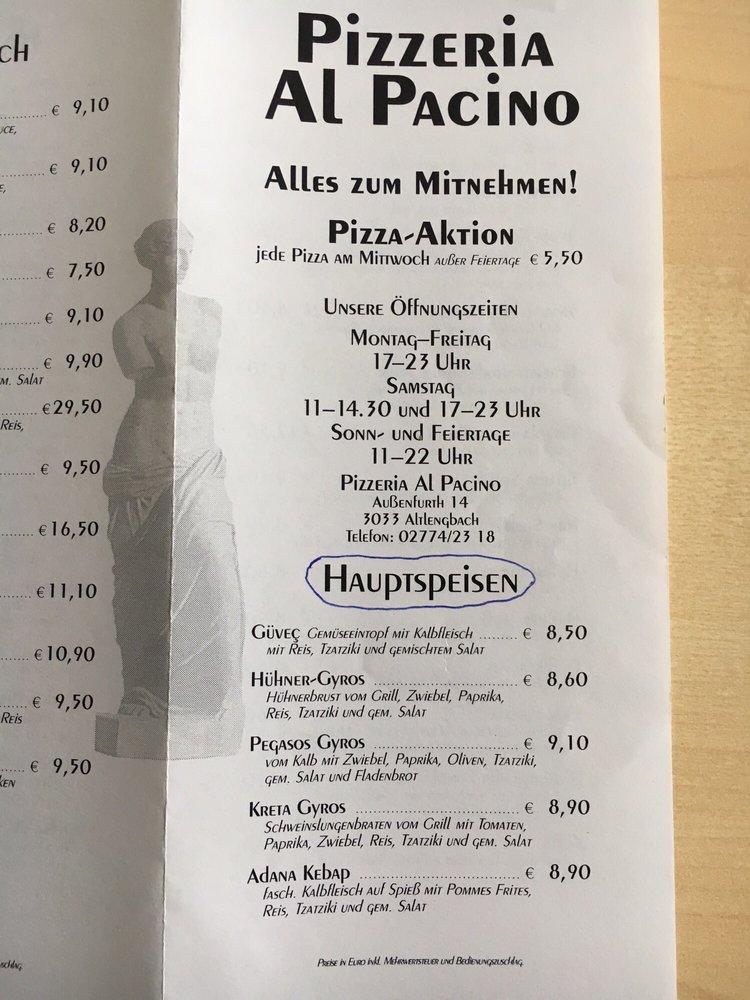 ch
€ 9,10
uce,
€ 9,10
€ 8,20
€ 7,50
€ 9,10
€ 9,90
m. Salat
€ 29,50
Reis,
€ 9,50
€ 16,50
€ 11,10
€ 10,90
€ 9,50
Reis
€ 9,50
ken
Pizzeria
Al Pacino
Alles zum Mitnehmen!
Pizza-Aktion
jede Pizza am Mittwoch außer Feiertage € 5,50
Unsere Öffnungszeiten
Montag–Freitag
17–23 Uhr
Samstag
11–14.30 und 17–23 Uhr
Sonn- und Feiertage
11–22 Uhr
Pizzeria Al Pacino
Außenfurth 14
3033 Altlengbach
Telefon: 02774/23 18
Hauptspeisen
Güveç Gemüseeintopf mit Kalbfleisch ......... € 8,50
mit Reis, Tzatziki und gemischtem Salat
Hühner-Gyros ................................... € 8,60
Hühnerbrust vom Grill, Zwiebel, Paprika,
Reis, Tzatziki und gem. Salat
Pegasos Gyros ................................... € 9,10
vom Kalb mit Zwiebel, Paprika, Oliven, Tzatziki,
gem. Salat und Fladenbrot
Kreta Gyros ....................................... € 8,90
Schweinslungenbraten vom Grill mit Tomaten,
Paprika, Zwiebel, Reis, Tzatziki und gem. Salat
Adana Kebap ...................................... € 8,90
fasch. Kalbfleisch auf Spieß mit Pommes Frites,
Reis, Tzatziki und gem. Salat
Preise in Euro inkl. Mehrwertsteuer und Bedienungszuschlag.